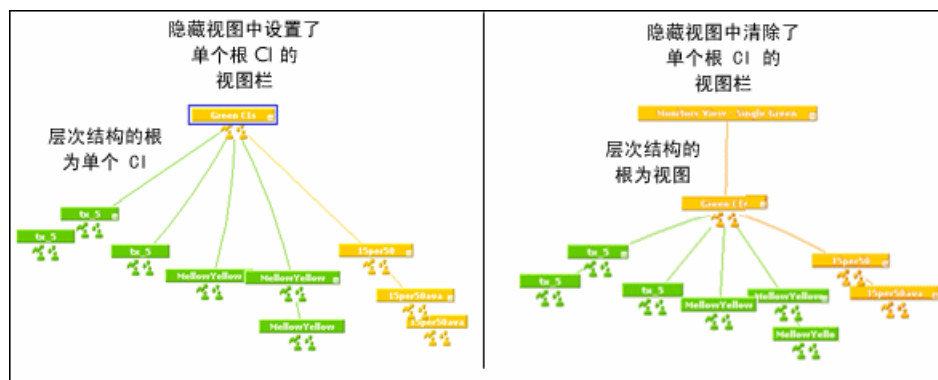 隐藏视图中设置了
单个根 CI 的
视图栏
Green CIs
层次结构的根
为单个 CI
tx_5
tx_5
tx_5
MellowYellow
MellowYellow
MellowYellow
15per50
15per50ava
15per50ava
隐藏视图中清除了
单个根 CI 的
视图栏
Single Green
层次结构的
根为视图
Green CIs
tx_5
tx_5
tx_5
MellowYellow
MellowYellow
MellowYello
15per50
15per50ava